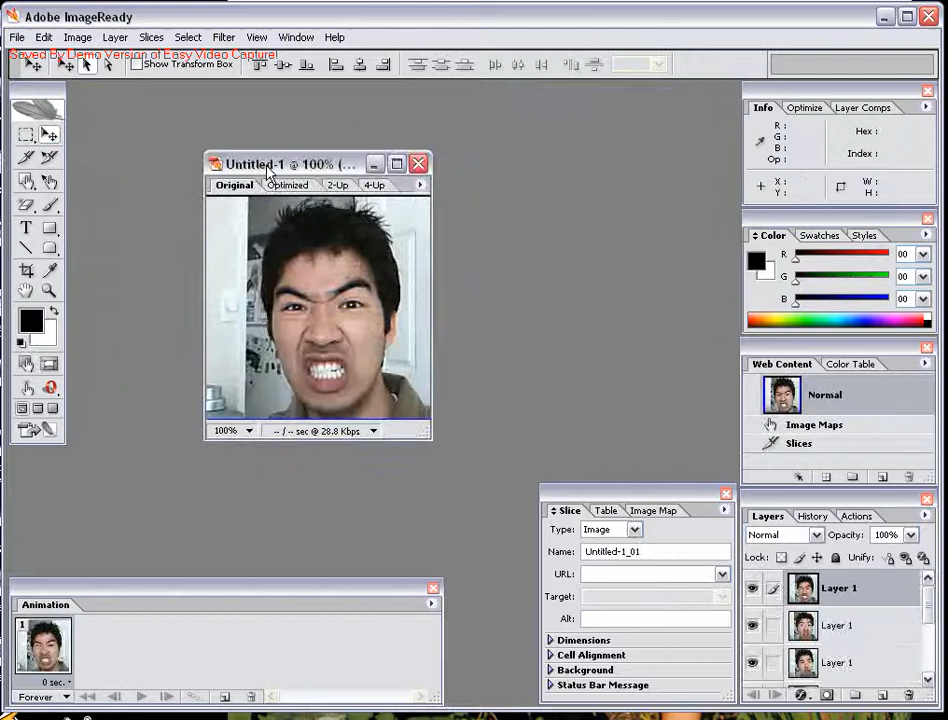 Adobe ImageReady
File Edit Image Layer Slices Select Filter View Window Help
Saved By Demo Version of Easy Video Capture!
Show Transform Box
Info Optimize Layer Comps
R : Hex :
G :
B : Index :
Op :
X : W :
Y : H :
Untitled-1 @ 100% (...
Original Optimized 2-Up 4-Up
100% -- / -- sec @ 28.8 Kbps
Color Swatches Styles
R 00
G 00
B 00
Web Content Color Table
Normal
Image Maps
Slices
Slice Table Image Map
Type: Image
Name: Untitled-1_01
URL:
Target:
Alt:
Dimensions
Cell Alignment
Background
Status Bar Message
Layers History Actions
Normal Opacity: 100%
Lock: Unify:
Layer 1
Layer 1
Layer 1
Animation
1
0 sec.
Forever